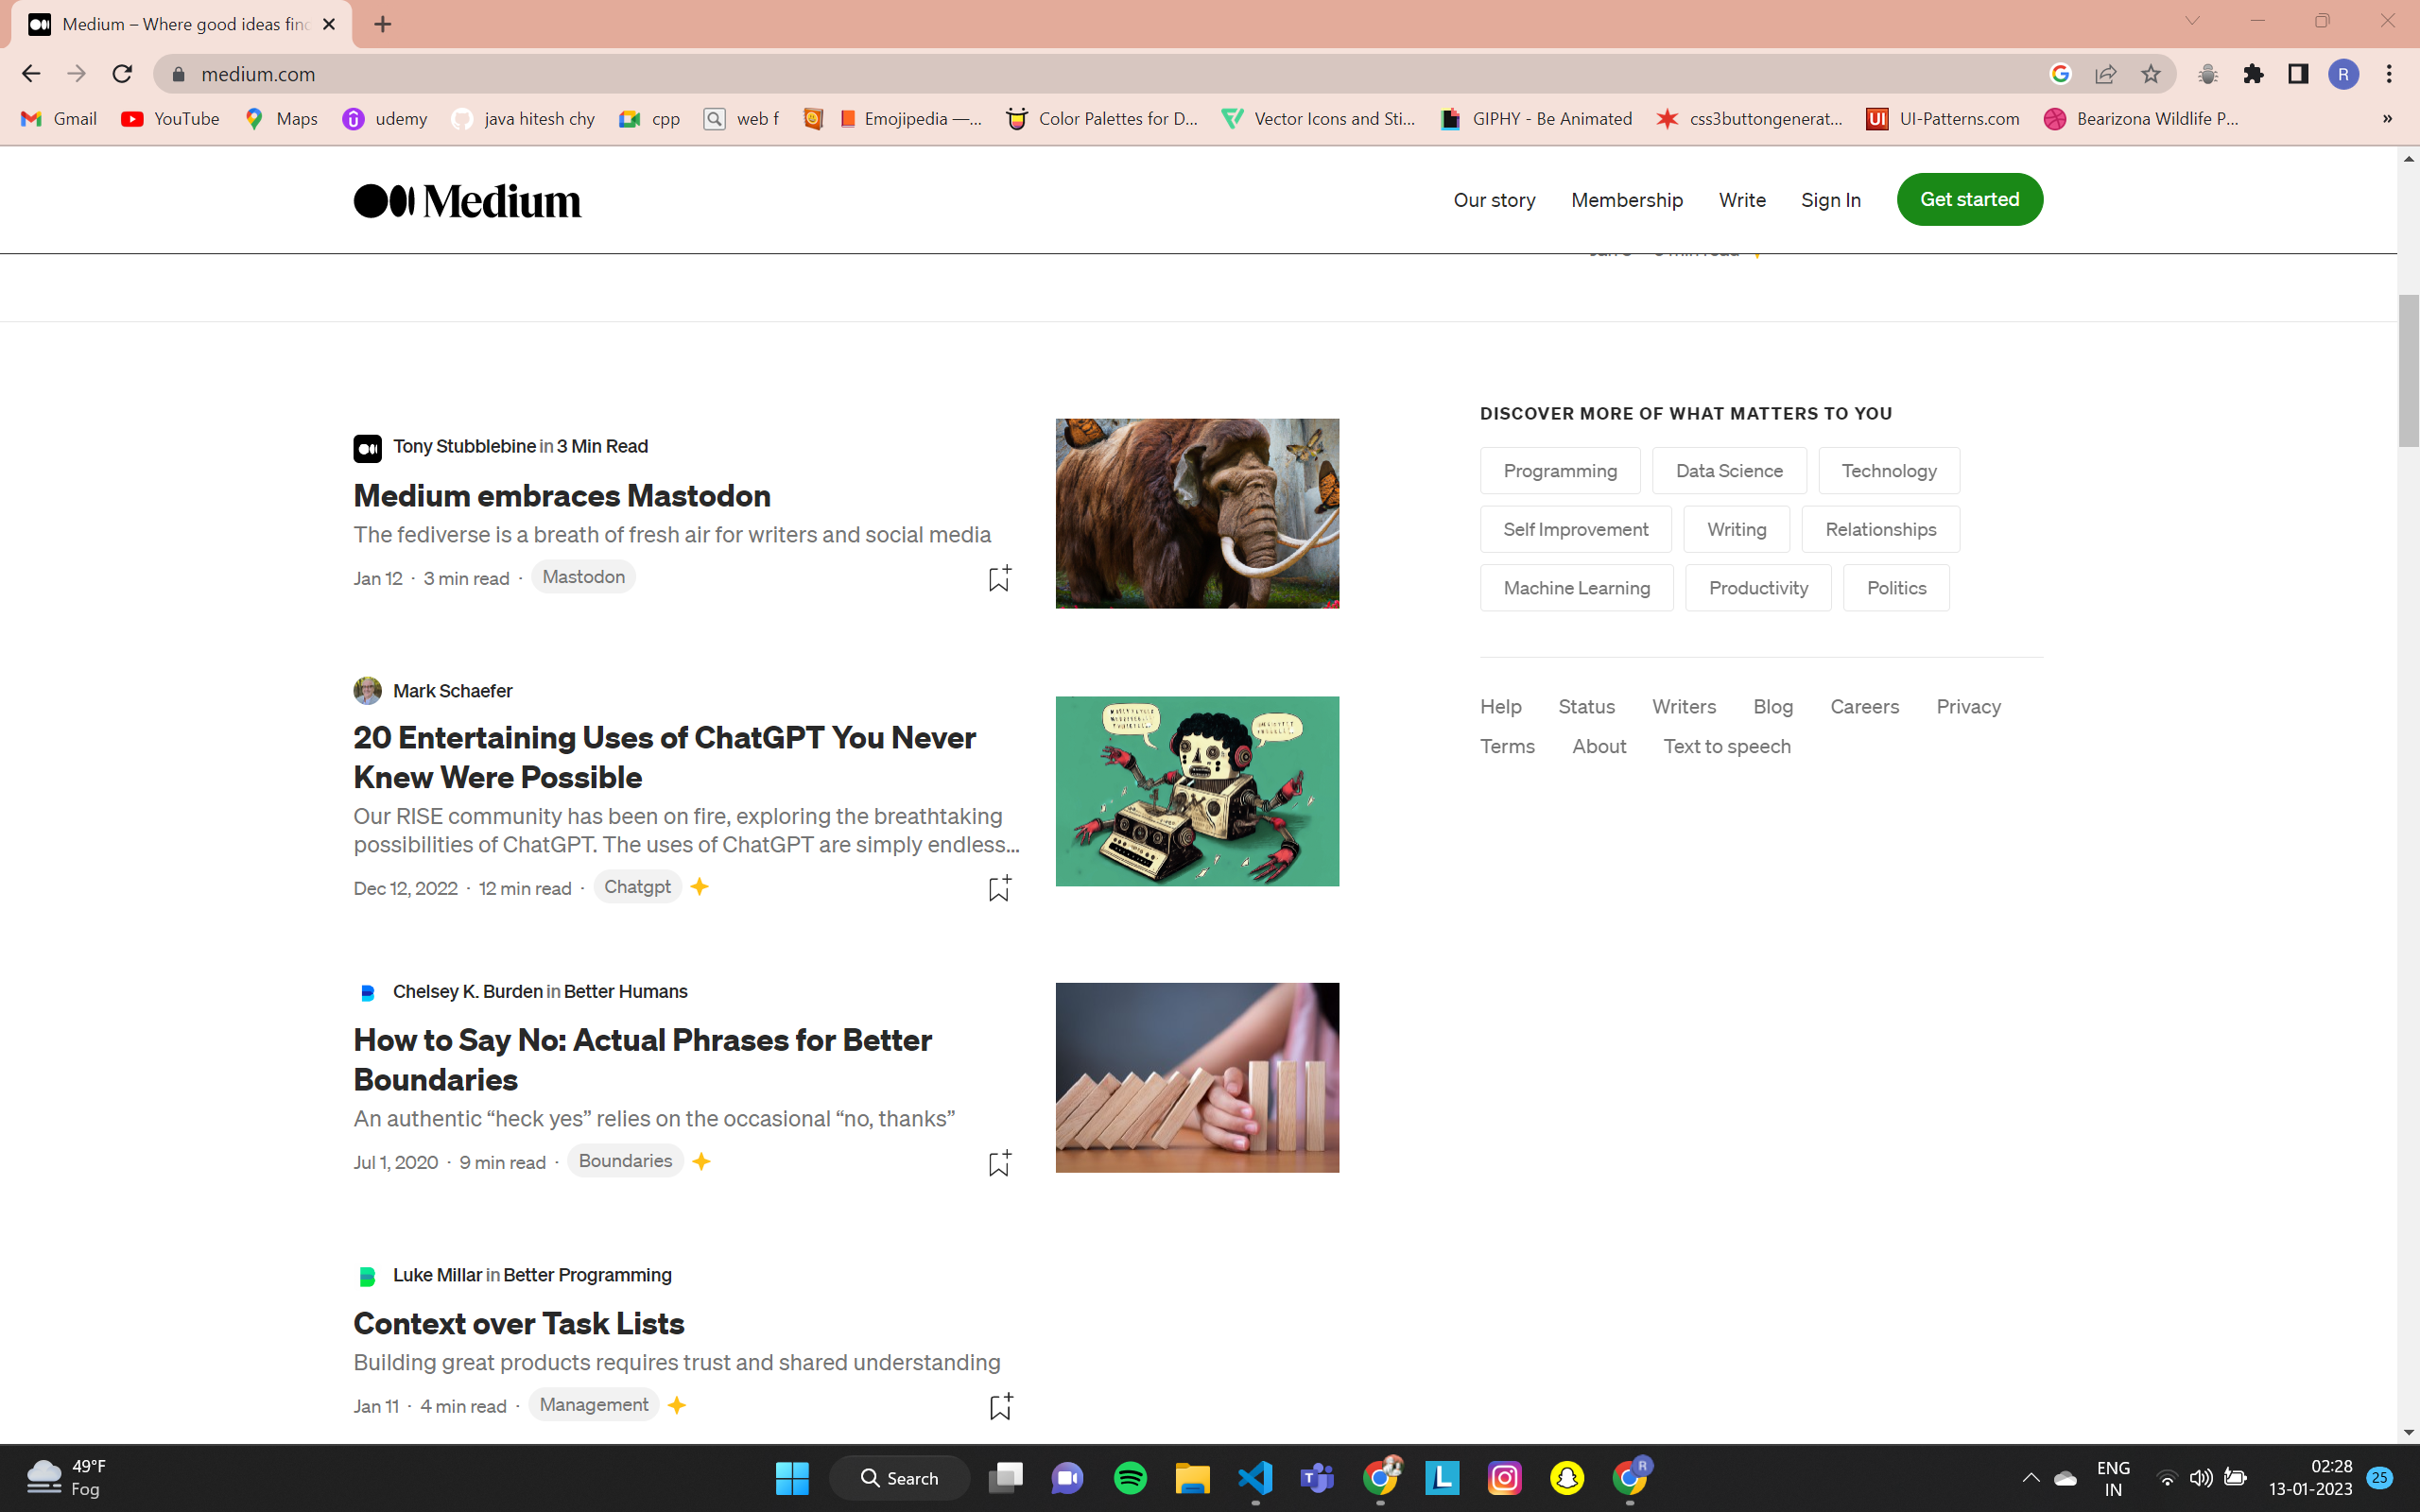 Medium – Where good ideas find
medium.com
R
Gmail YouTube Maps udemy java hitesh chy cpp web f Emojipedia —... Color Palettes for D... Vector Icons and Sti... GIPHY - Be Animated css3buttongenerat... UI-Patterns.com Bearizona Wildlife P... »
Medium
Our story Membership Write Sign In Get started
Tony Stubblebine in 3 Min Read
Medium embraces Mastodon
The fediverse is a breath of fresh air for writers and social media
Jan 12 · 3 min read · Mastodon
Mark Schaefer
20 Entertaining Uses of ChatGPT You Never
Knew Were Possible
Our RISE community has been on fire, exploring the breathtaking
possibilities of ChatGPT. The uses of ChatGPT are simply endless...
Dec 12, 2022 · 12 min read · Chatgpt
Chelsey K. Burden in Better Humans
How to Say No: Actual Phrases for Better
Boundaries
An authentic “heck yes” relies on the occasional “no, thanks”
Jul 1, 2020 · 9 min read · Boundaries
Luke Millar in Better Programming
Context over Task Lists
Building great products requires trust and shared understanding
Jan 11 · 4 min read · Management
DISCOVER MORE OF WHAT MATTERS TO YOU
Programming Data Science Technology
Self Improvement Writing Relationships
Machine Learning Productivity Politics
Help Status Writers Blog Careers Privacy
Terms About Text to speech
49°F
Fog
Search
R
ENG
IN
02:28
13-01-2023
25